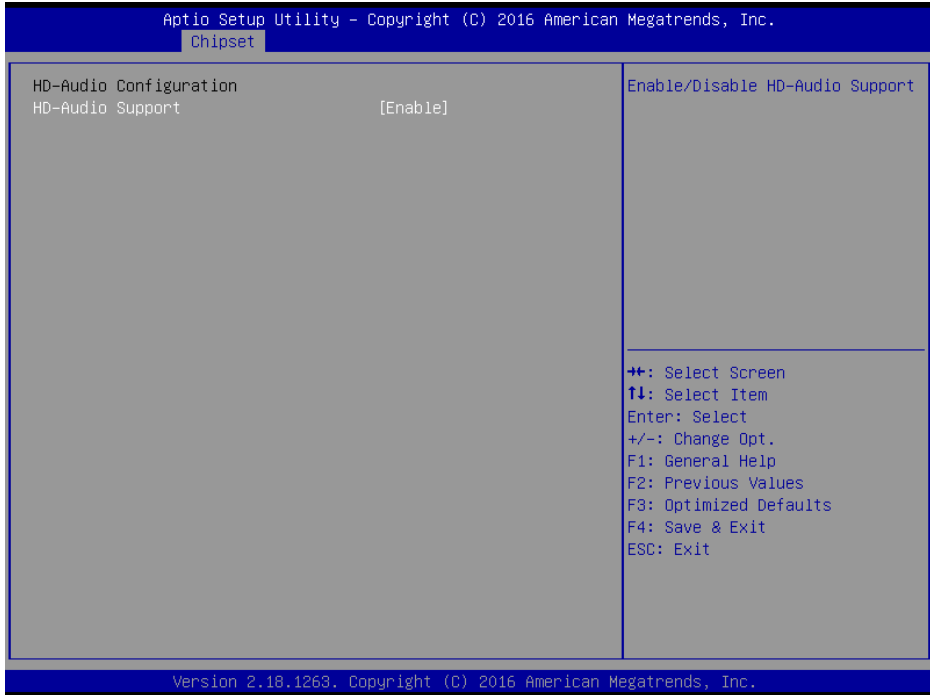 Aptio Setup Utility – Copyright (C) 2016 American Megatrends, Inc.
Chipset
HD-Audio Configuration
HD-Audio Support [Enable]
Enable/Disable HD-Audio Support
→←: Select Screen
↑↓: Select Item
Enter: Select
+/-: Change Opt.
F1: General Help
F2: Previous Values
F3: Optimized Defaults
F4: Save & Exit
ESC: Exit
Version 2.18.1263. Copyright (C) 2016 American Megatrends, Inc.